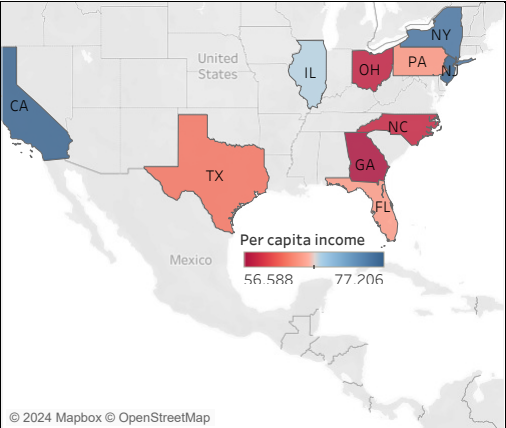 NY
United
States
IL
OH
PA
NJ
CA
NC
GA
TX
FL
Per capita income
56,588
77,206
Mexico
© 2024 Mapbox © OpenStreetMap